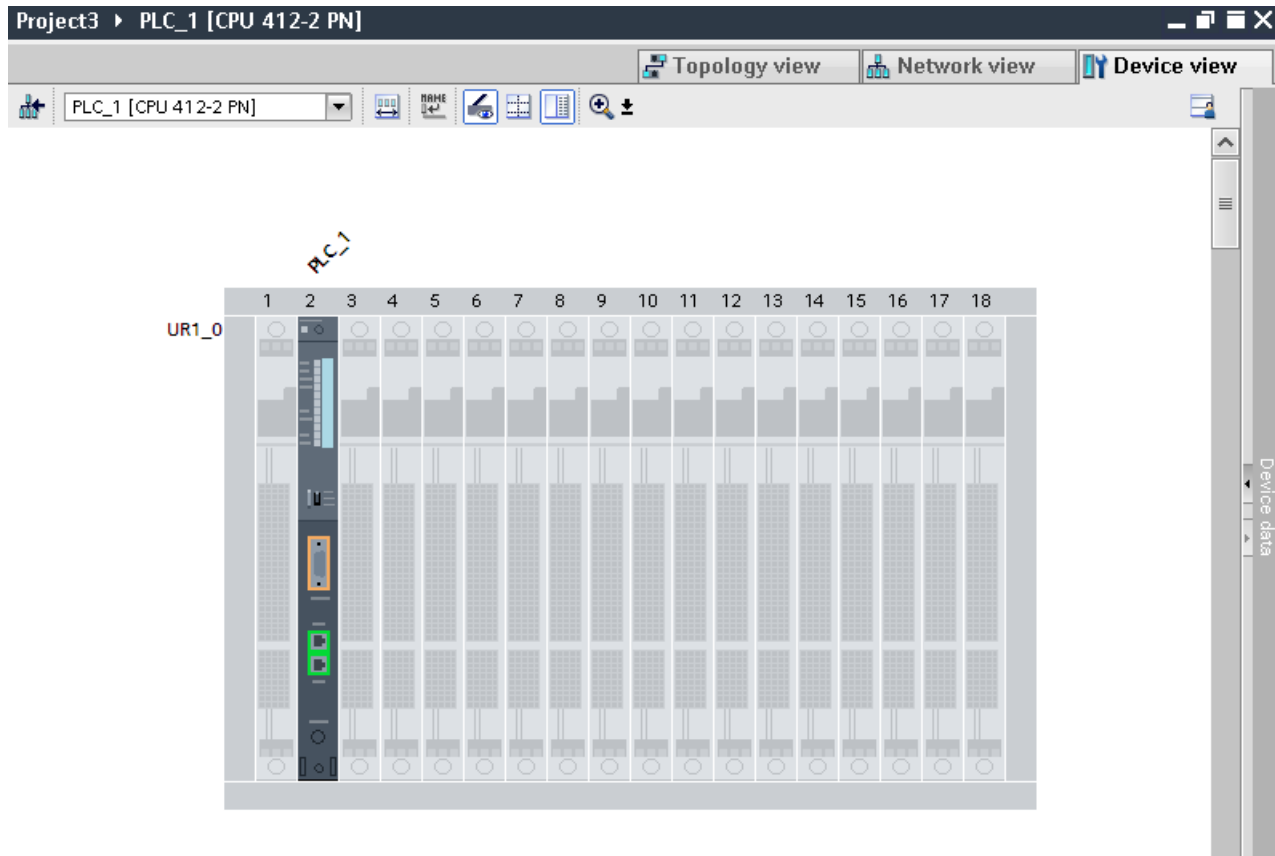 Project3 ▸ PLC_1 [CPU 412-2 PN]
Topology view Network view Device view
PLC_1 [CPU 412-2 PN] NAME
PLC_1
1 2 3 4 5 6 7 8 9 10 11 12 13 14 15 16 17 18
UR1_0
Device data